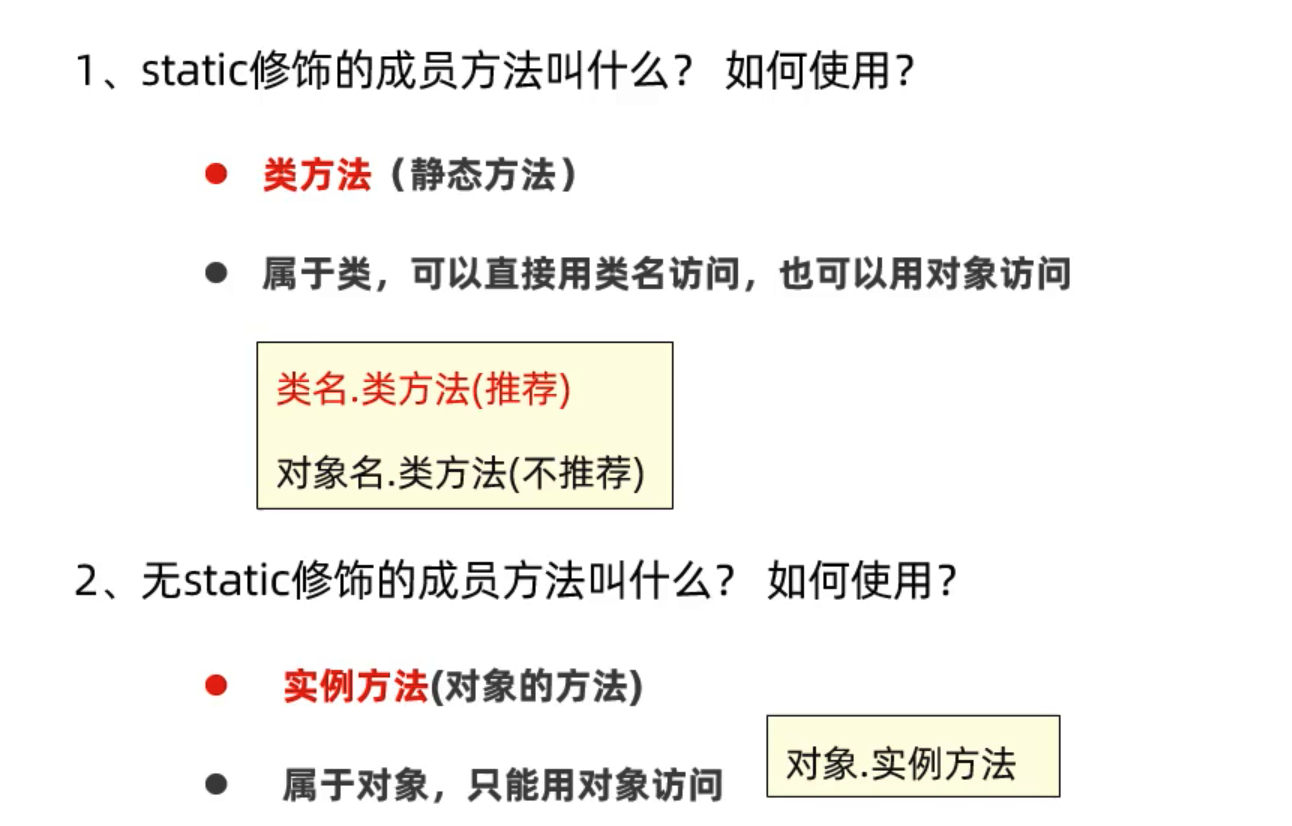 1、static修饰的成员方法叫什么? 如何使用?
类方法（静态方法）
属于类，可以直接用类名访问，也可以用对象访问
类名.类方法(推荐)
对象名.类方法(不推荐)
2、无static修饰的成员方法叫什么? 如何使用?
实例方法(对象的方法)
属于对象，只能用对象访问
对象.实例方法